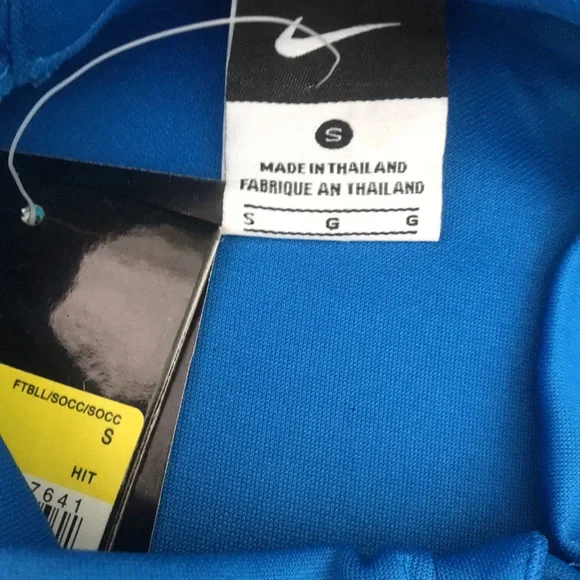 S
MADE IN THAILAND
FABRIQUE AN THAILAND
S G G
FTBLL/SOCC/SOCC
S
HIT
7641